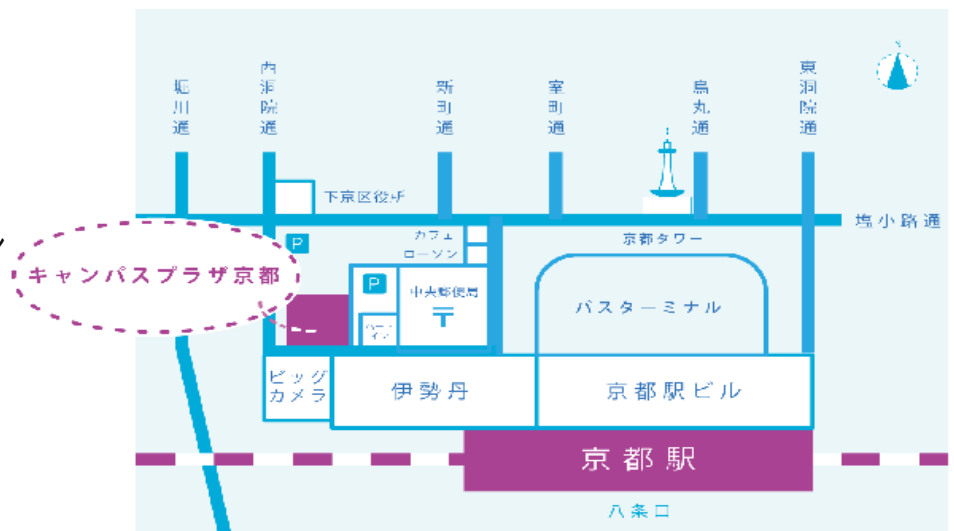 堀川通
西洞院通
新町通
室町通
烏丸通
東洞院通
下京区役所
塩小路通
P
カフェ
ローソン
京都タワー
キャンパスプラザ京都
P
中央郵便局
〒
バスターミナル
ビッグ
カメラ
伊勢丹
京都駅ビル
京都駅
八条口